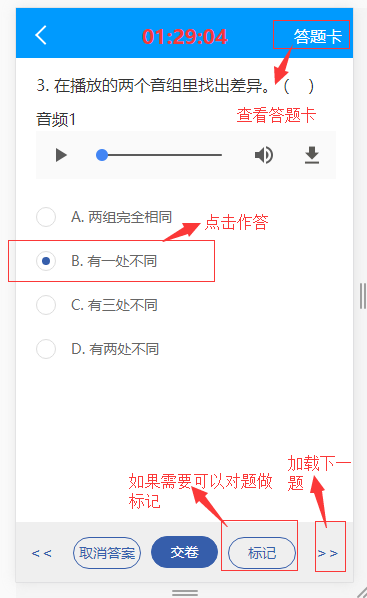 01:29:04 答题卡
3. 在播放的两个音组里找出差异。（ ）
查看答题卡
音频1
A. 两组完全相同
点击作答
B. 有一处不同
C. 有三处不同
D. 有两处不同
加载下一
题
如果需要可以对题做
标记
<< 取消答案 交卷 标记 >>